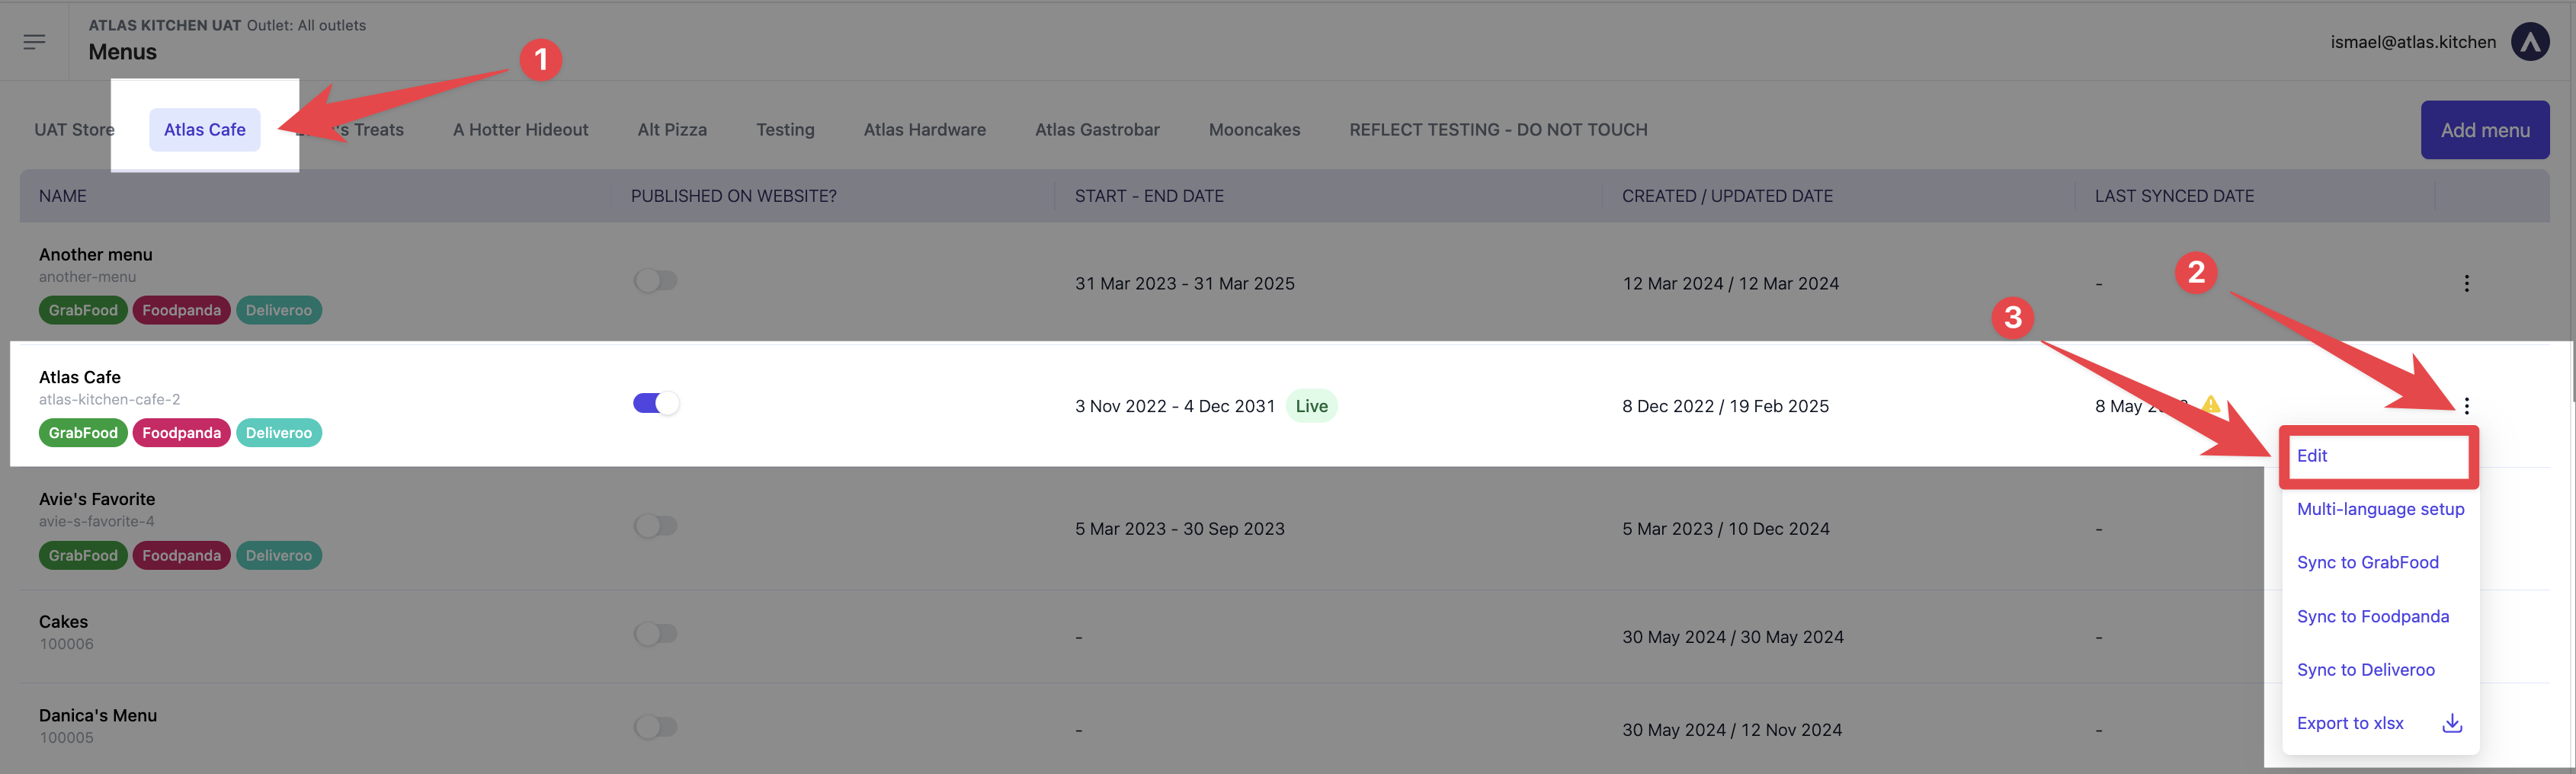 ATLAS KITCHEN UAT Outlet: All outlets
Menus
ismael@atlas.kitchen
1
UAT Store Atlas Cafe Treats A Hotter Hideout Alt Pizza Testing Atlas Hardware Atlas Gastrobar Mooncakes REFLECT TESTING - DO NOT TOUCH Add menu
NAME PUBLISHED ON WEBSITE? START - END DATE CREATED / UPDATED DATE LAST SYNCED DATE
Another menu
another-menu
GrabFood Foodpanda Deliveroo
31 Mar 2023 - 31 Mar 2025 12 Mar 2024 / 12 Mar 2024 -
2
3
Atlas Cafe
atlas-kitchen-cafe-2
GrabFood Foodpanda Deliveroo
3 Nov 2022 - 4 Dec 2031 Live 8 Dec 2022 / 19 Feb 2025 8 May
Edit
Multi-language setup
Sync to GrabFood
Sync to Foodpanda
Sync to Deliveroo
Export to xlsx
Avie's Favorite
avie-s-favorite-4
GrabFood Foodpanda Deliveroo
5 Mar 2023 - 30 Sep 2023 5 Mar 2023 / 10 Dec 2024 -
Cakes
100006
- 30 May 2024 / 30 May 2024 -
Danica's Menu
100005
- 30 May 2024 / 12 Nov 2024 -